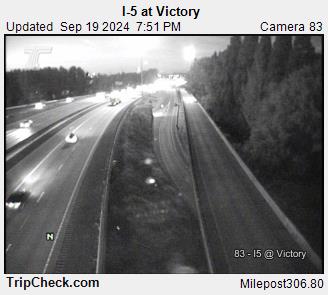 I-5 at Victory
Updated Sep 19 2024 7:51 PM Camera 83
N
83 - I5 @ Victory
TripCheck.com Milepost306.80